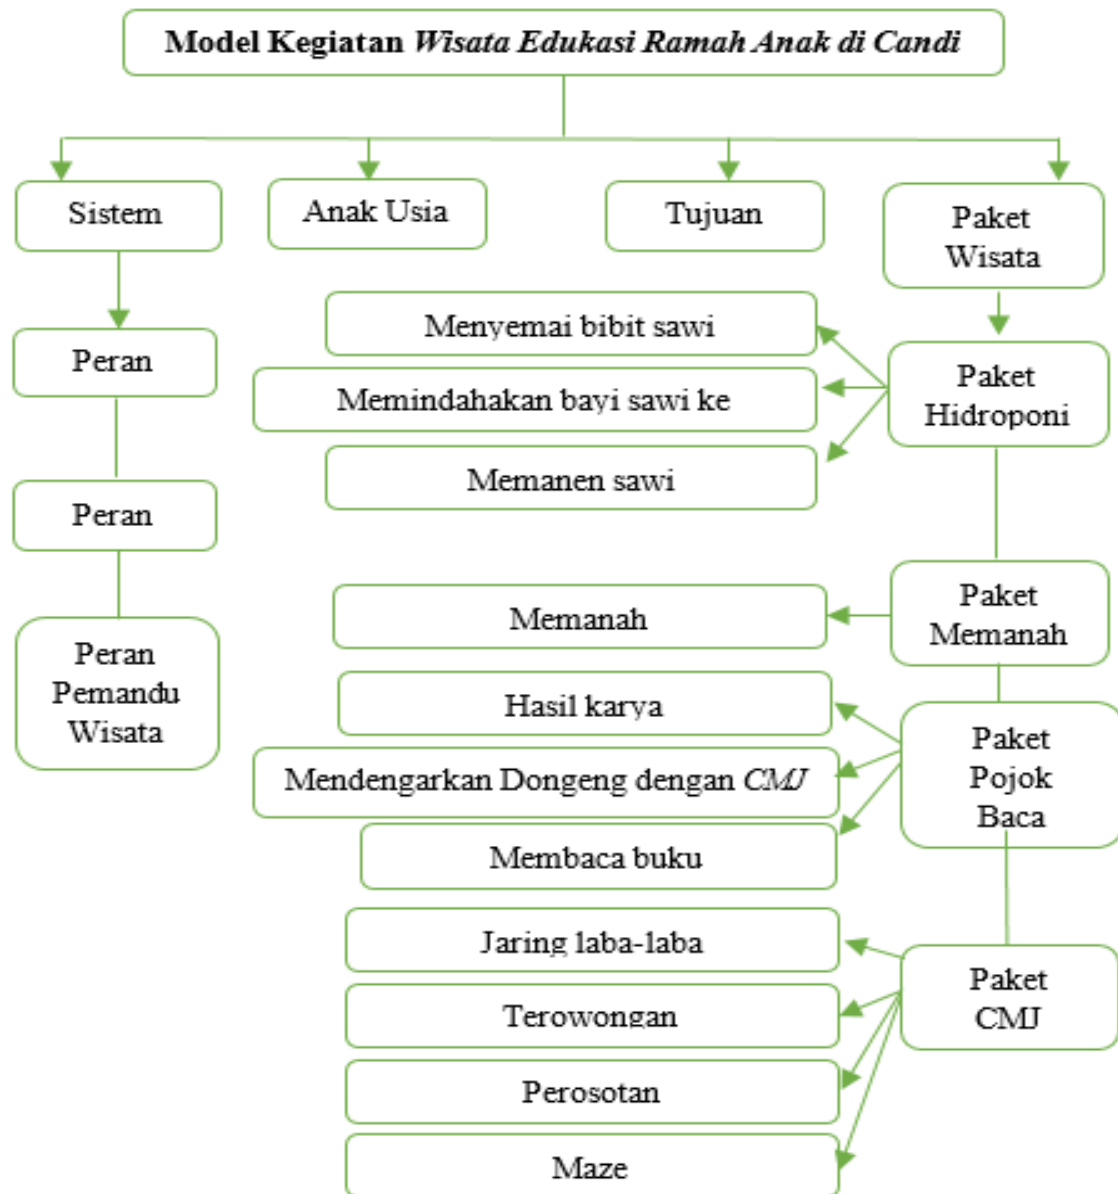 Model Kegiatan Wisata Edukasi Ramah Anak di Candi
Sistem
Anak Usia
Tujuan
Paket
Wisata
Peran
Peran
Peran
Pemandu
Wisata
Menyemai bibit sawi
Memindahakan bayi sawi ke
Memanen sawi
Paket
Hidroponi
Memanah
Paket
Memanah
Hasil karya
Mendengarkan Dongeng dengan CMJ
Membaca buku
Paket
Pojok
Baca
Jaring laba-laba
Terowongan
Perosotan
Maze
Paket
CMJ